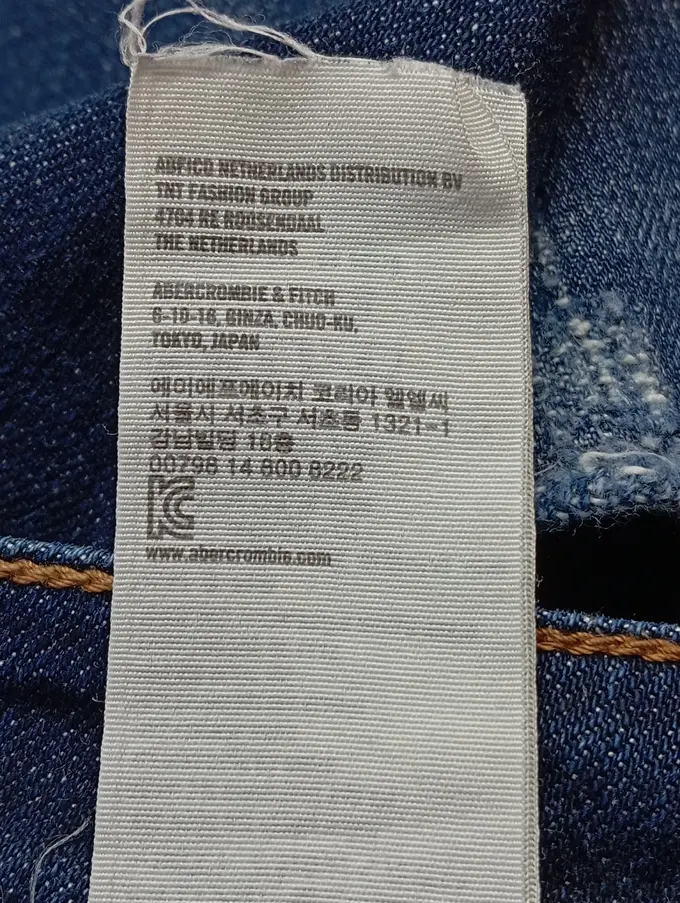 ADFICO NETHERLANDS DISTRIBUTION BV
TNT FASHION GROUP
4704 RE ROOSENDAAL
THE NETHERLANDS
ABERCROMBIE & FITCH
6-10-16, GINZA, CHUO-KU,
TOKYO, JAPAN
에이에프에이치 코리아 엘엘씨
서울시 서초구 서초동 1321-1
강남빌딩 18층
00798 14 800 8222
KC
www.abercrombie.com